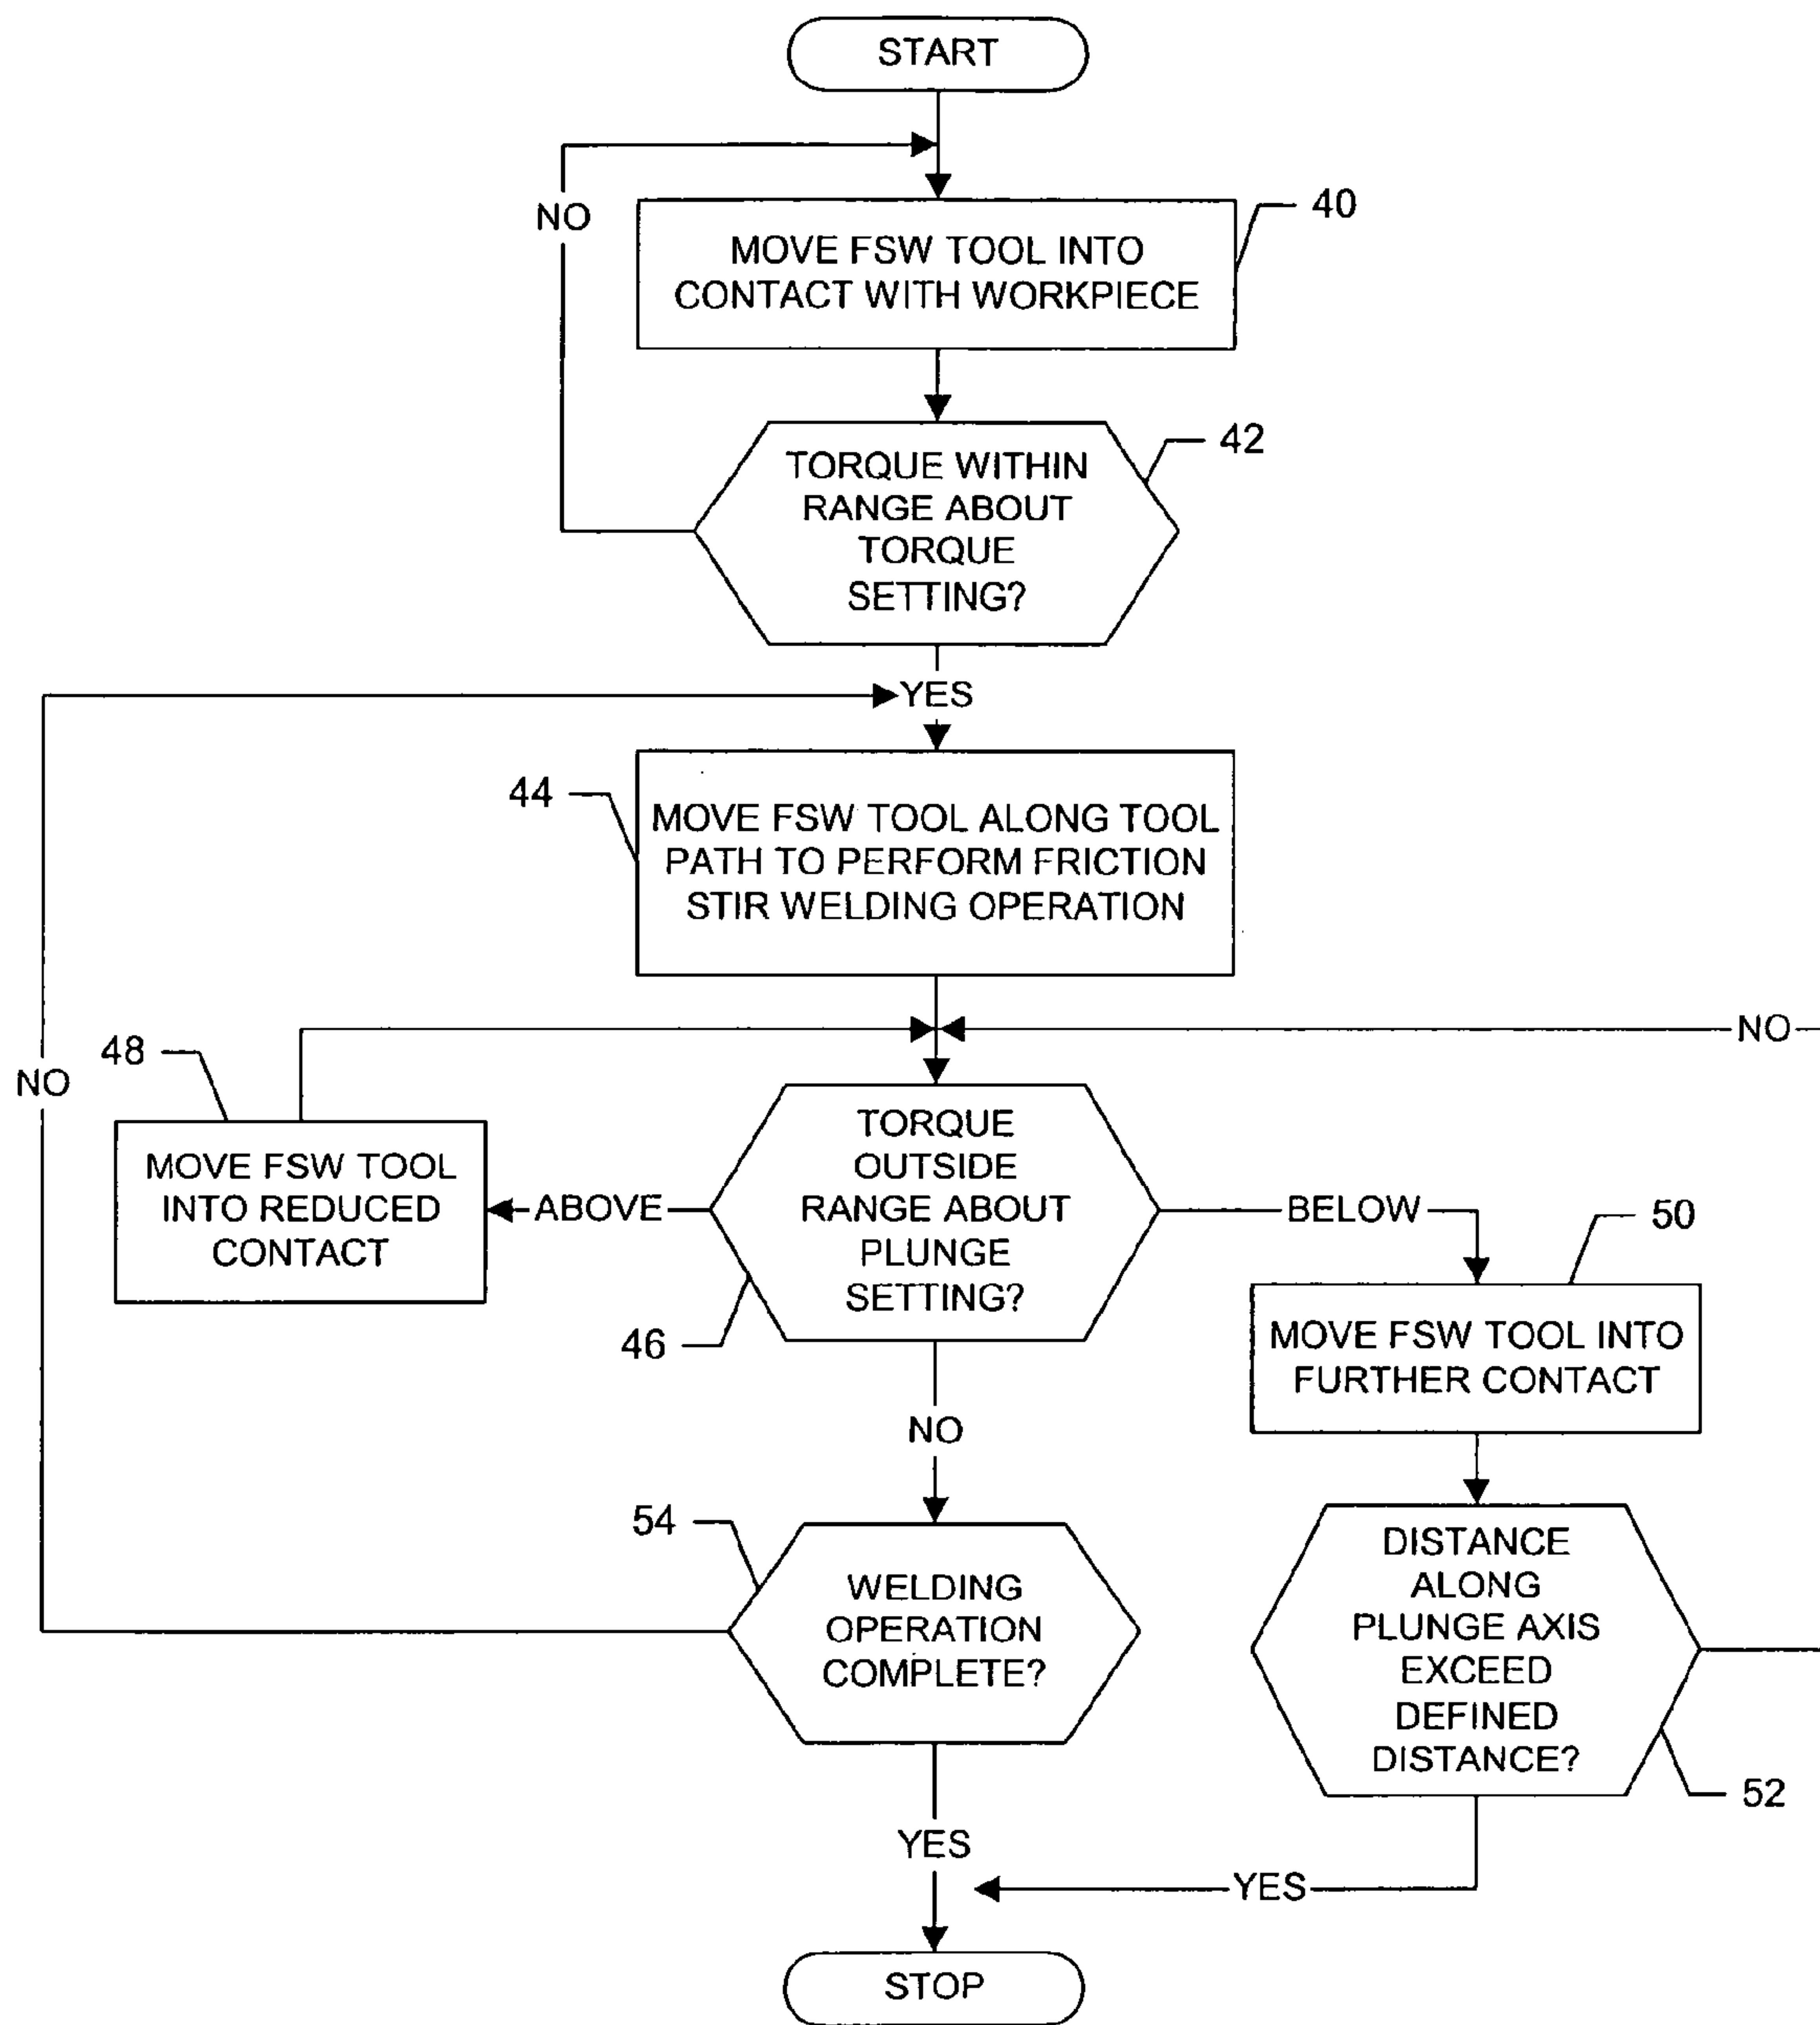 START
NO
40
MOVE FSW TOOL INTO
CONTACT WITH WORKPIECE
42
TORQUE WITHIN
RANGE ABOUT
TORQUE
SETTING?
YES
44
MOVE FSW TOOL ALONG TOOL
PATH TO PERFORM FRICTION
STIR WELDING OPERATION
NO
48
NO
MOVE FSW TOOL
INTO REDUCED
CONTACT
ABOVE
TORQUE
OUTSIDE
RANGE ABOUT
PLUNGE
SETTING?
46
BELOW
50
MOVE FSW TOOL INTO
FURTHER CONTACT
NO
54
WELDING
OPERATION
COMPLETE?
DISTANCE
ALONG
PLUNGE AXIS
EXCEED
DEFINED
DISTANCE?
52
YES
YES
STOP